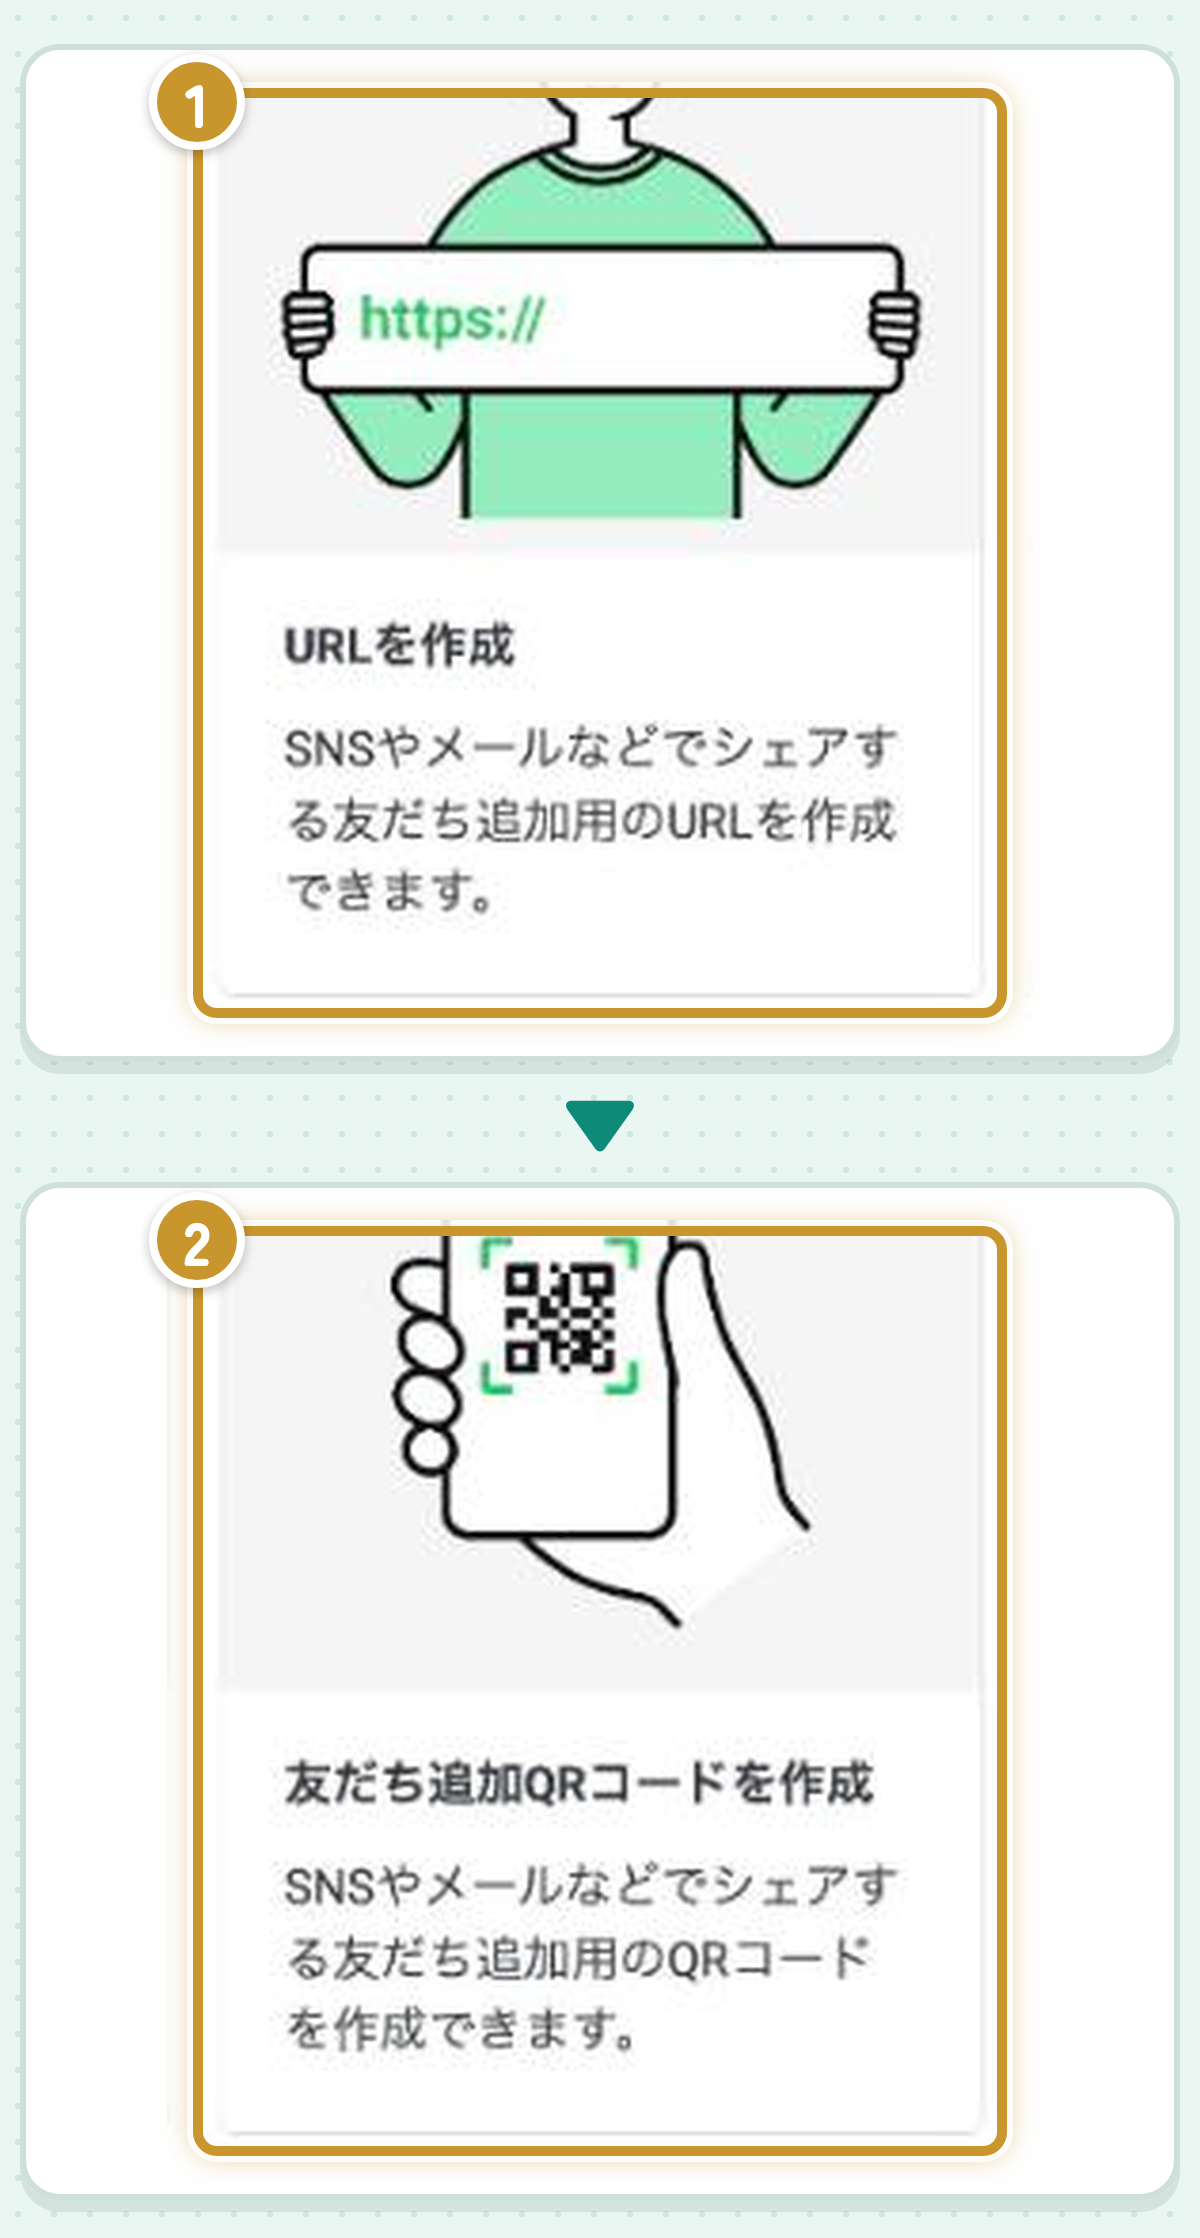 1
https://
URLを作成
SNSやメールなどでシェアす
る友だち追加用のURLを作成
できます。
2
友だち追加QRコードを作成
SNSやメールなどでシェアす
る友だち追加用のQRコード
を作成できます。